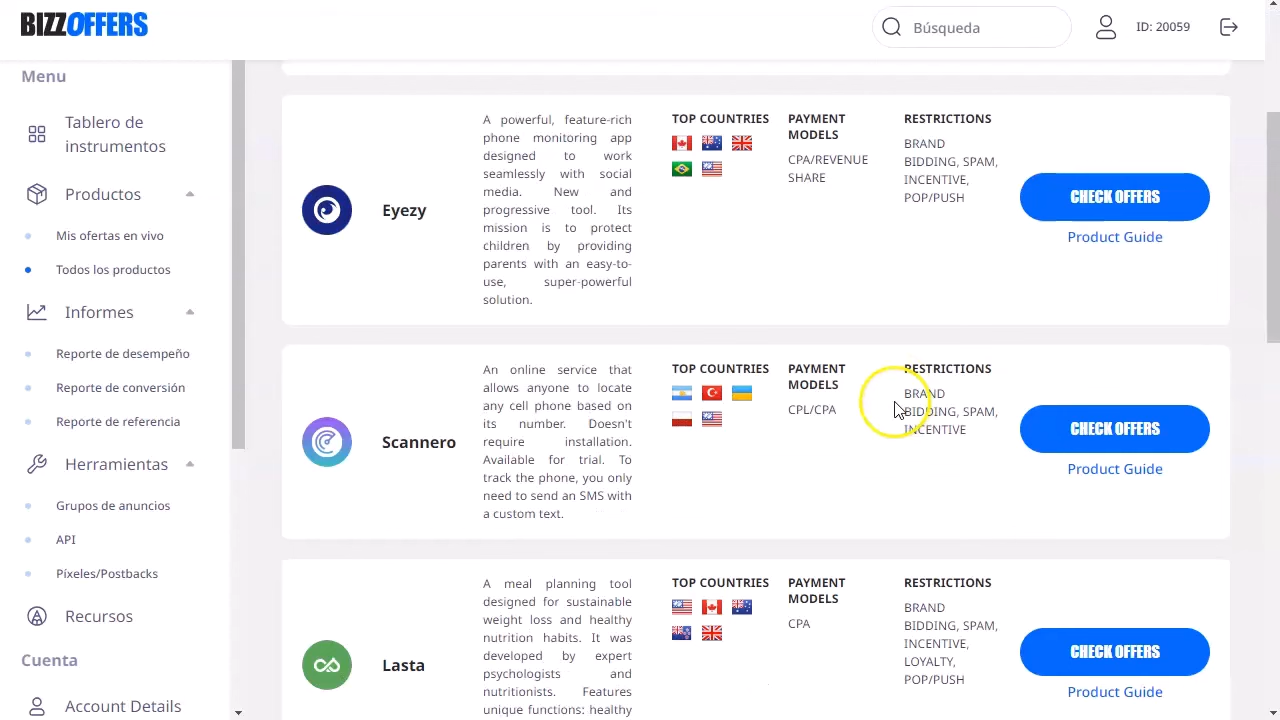 BIZZOFFERS
Búsqueda
ID: 20059
Menu
Tablero de
instrumentos
Productos
Mis ofertas en vivo
Todos los productos
Informes
Reporte de desempeño
Reporte de conversión
Reporte de referencia
Herramientas
Grupos de anuncios
API
Píxeles/Postbacks
Recursos
Cuenta
Account Details
Eyezy
A powerful, feature-rich
phone monitoring app
designed to work
seamlessly with social
media. New and
progressive tool. Its
mission is to protect
children by providing
parents with an easy-to-
use, super-powerful
solution.
TOP COUNTRIES
PAYMENT
MODELS
CPA/REVENUE
SHARE
RESTRICTIONS
BRAND
BIDDING, SPAM,
INCENTIVE,
POP/PUSH
CHECK OFFERS
Product Guide
Scannero
An online service that
allows anyone to locate
any cell phone based on
its number. Doesn't
require installation.
Available for trial. To
track the phone, you only
need to send an SMS with
a custom text.
TOP COUNTRIES
PAYMENT
MODELS
CPL/CPA
RESTRICTIONS
BRAND
BIDDING, SPAM,
INCENTIVE
CHECK OFFERS
Product Guide
Lasta
A meal planning tool
designed for sustainable
weight loss and healthy
nutrition habits. It was
developed by expert
psychologists and
nutritionists. Features
unique functions: healthy
TOP COUNTRIES
PAYMENT
MODELS
CPA
RESTRICTIONS
BRAND
BIDDING, SPAM,
INCENTIVE,
LOYALTY,
POP/PUSH
CHECK OFFERS
Product Guide